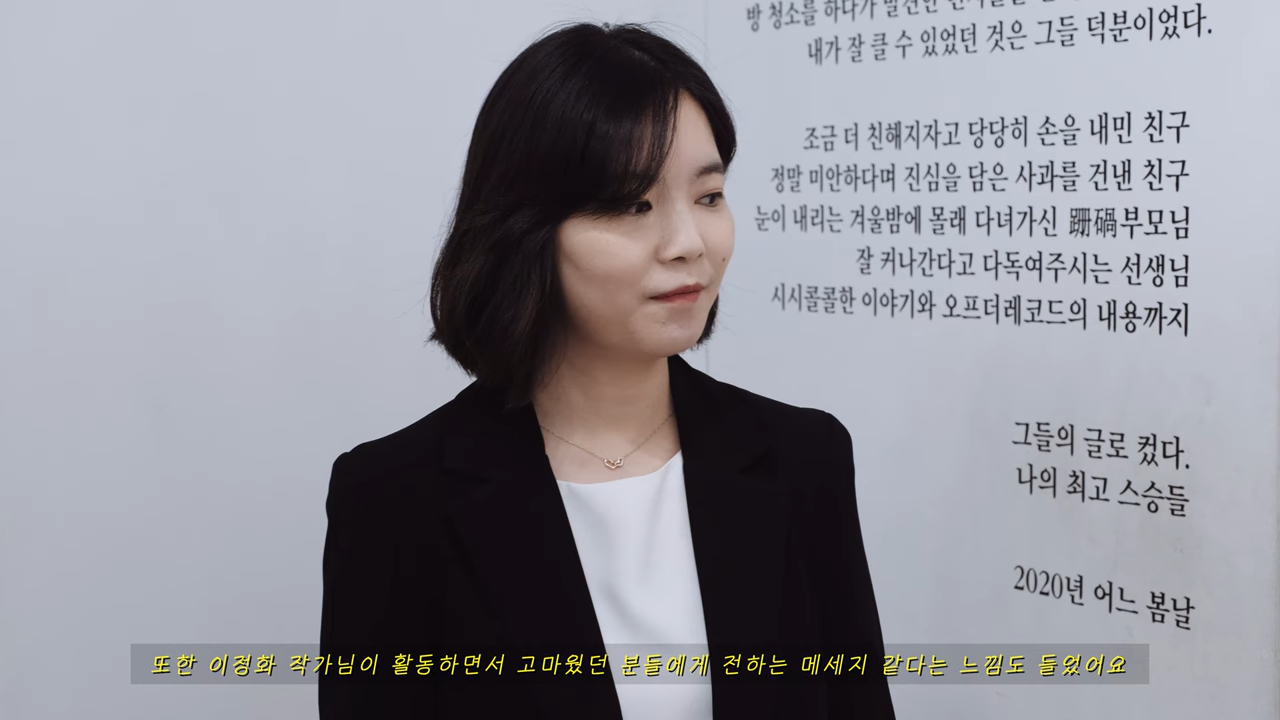 방 청소를 하다가 발견한
내가 잘 클 수 있었던 것은 그들 덕분이었다.
조금 더 친해지자고 당당히 손을 내민 친구
정말 미안하다며 진심을 담은 사과를 건낸 친구
눈이 내리는 겨울밤에 몰래 다녀가신 부모님
잘 커나간다고 다독여주시는 선생님
시시콜콜한 이야기와 오프더레코드의 내용까지
그들의 글로 컸다.
나의 최고 스승들
2020년 어느 봄날
또한 이정화 작가님이 활동하면서 고마웠던 분들에게 전하는 메세지 같다는 느낌도 들었어요